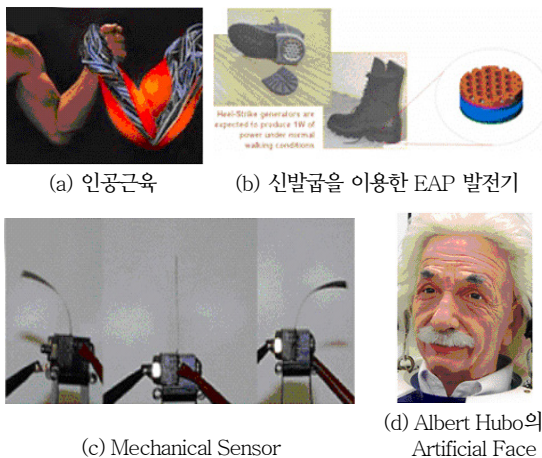 Heel-Strike generators are
expected to produce 1W of
power under normal
walking conditions
(a) 인공근육
(b) 신발굽을 이용한 EAP 발전기
(c) Mechanical Sensor
(d) Albert Hubo의
Artificial Face